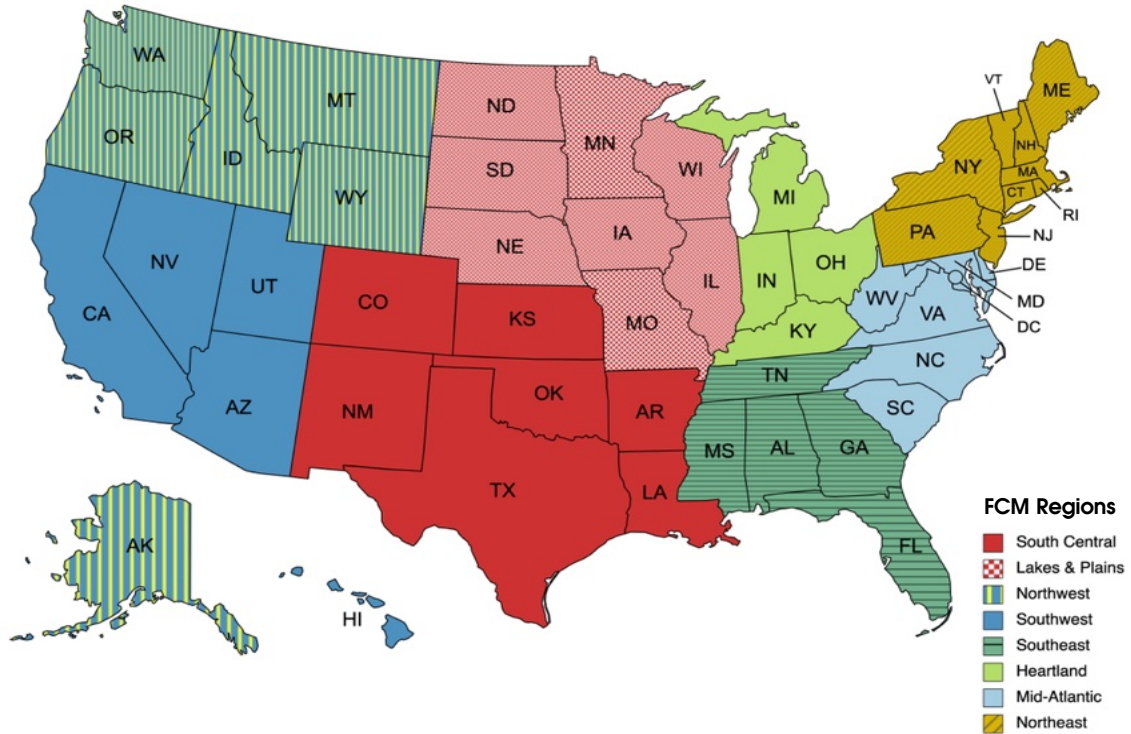 WA
MT
ND
MN
OR
ID
WY
SD
WI
NE
IA
MI
VT
ME
NH
NY
MA
CT
RI
PA
NJ
NV
UT
CA
CO
KS
MO
IL
IN
OH
KY
WV
VA
DE
MD
DC
AZ
NM
OK
AR
TN
NC
SC
TX
LA
MS
AL
GA
FL
AK
HI
FCM Regions
South Central
Lakes & Plains
Northwest
Southwest
Southeast
Heartland
Mid-Atlantic
Northeast